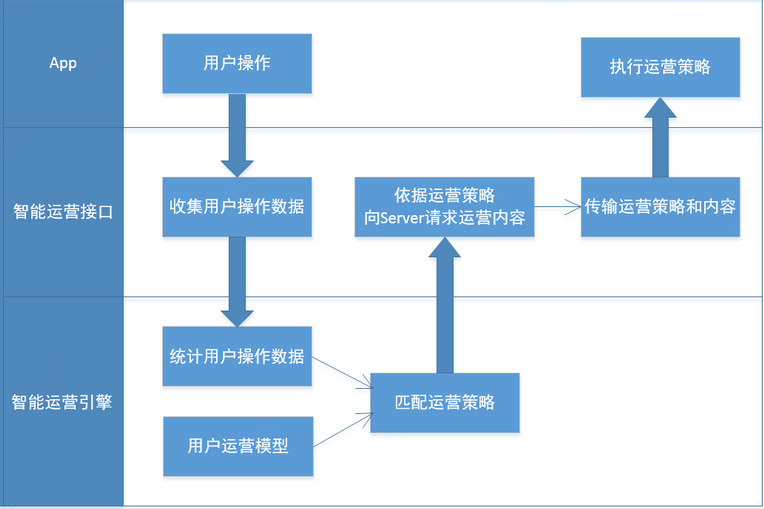 App
用户操作
执行运营策略
智能运营接口
收集用户操作数据
依据运营策略
向Server请求运营内容
传输运营策略和内容
智能运营引擎
统计用户操作数据
匹配运营策略
用户运营模型